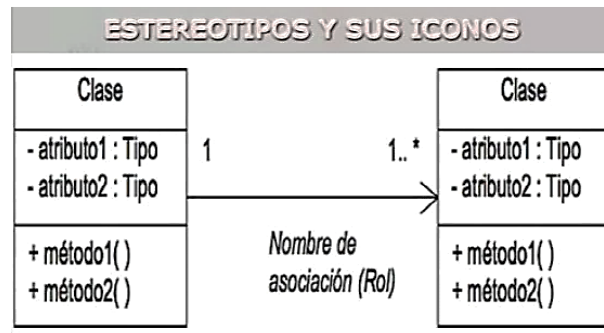 ESTEREOTIPOS Y SUS ICONOS
Clase
- atributo1 : Tipo
- atributo2 : Tipo
+ método1( )
+ método2( )
1
1.. *
Nombre de
asociación (Rol)
Clase
- atributo1 : Tipo
- atributo2 : Tipo
+ método1( )
+ método2( )